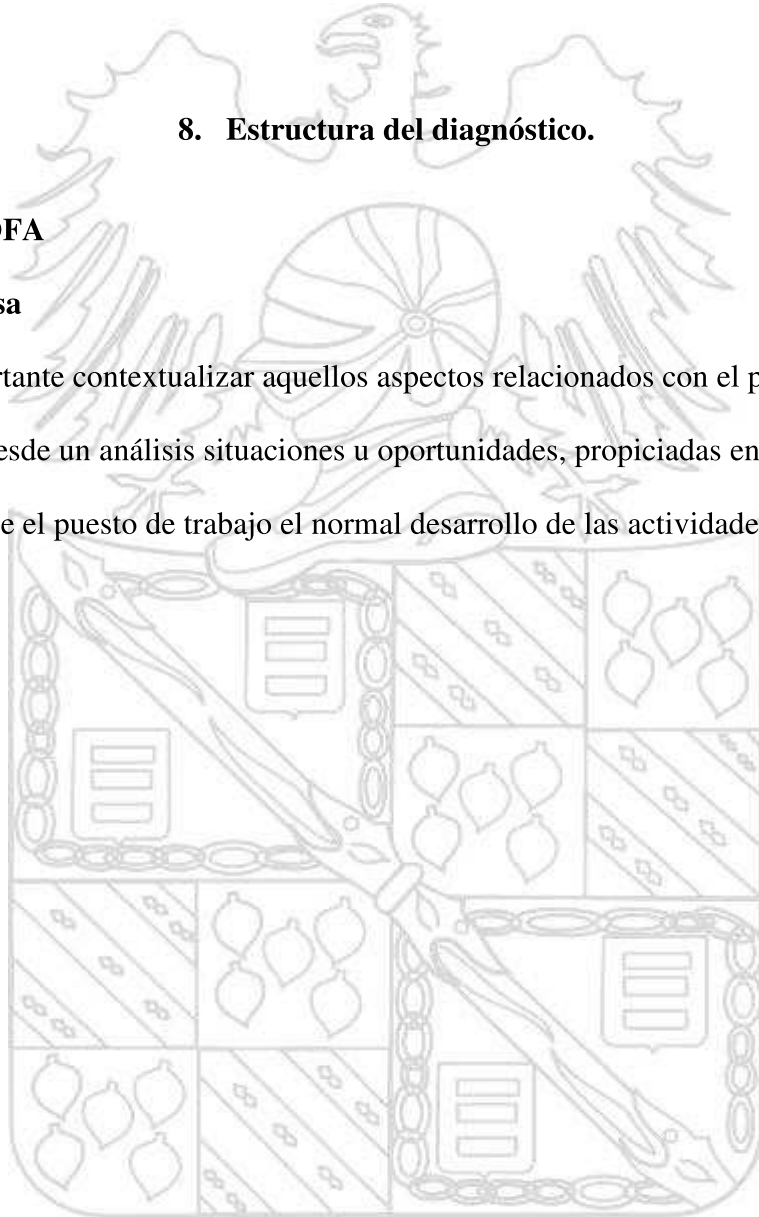 8. Estructura del diagnóstico.
OFA
sa
rtante contextualizar aquellos aspectos relacionados con el p
esde un análisis situaciones u oportunidades, propiciadas en
e el puesto de trabajo el normal desarrollo de las actividade